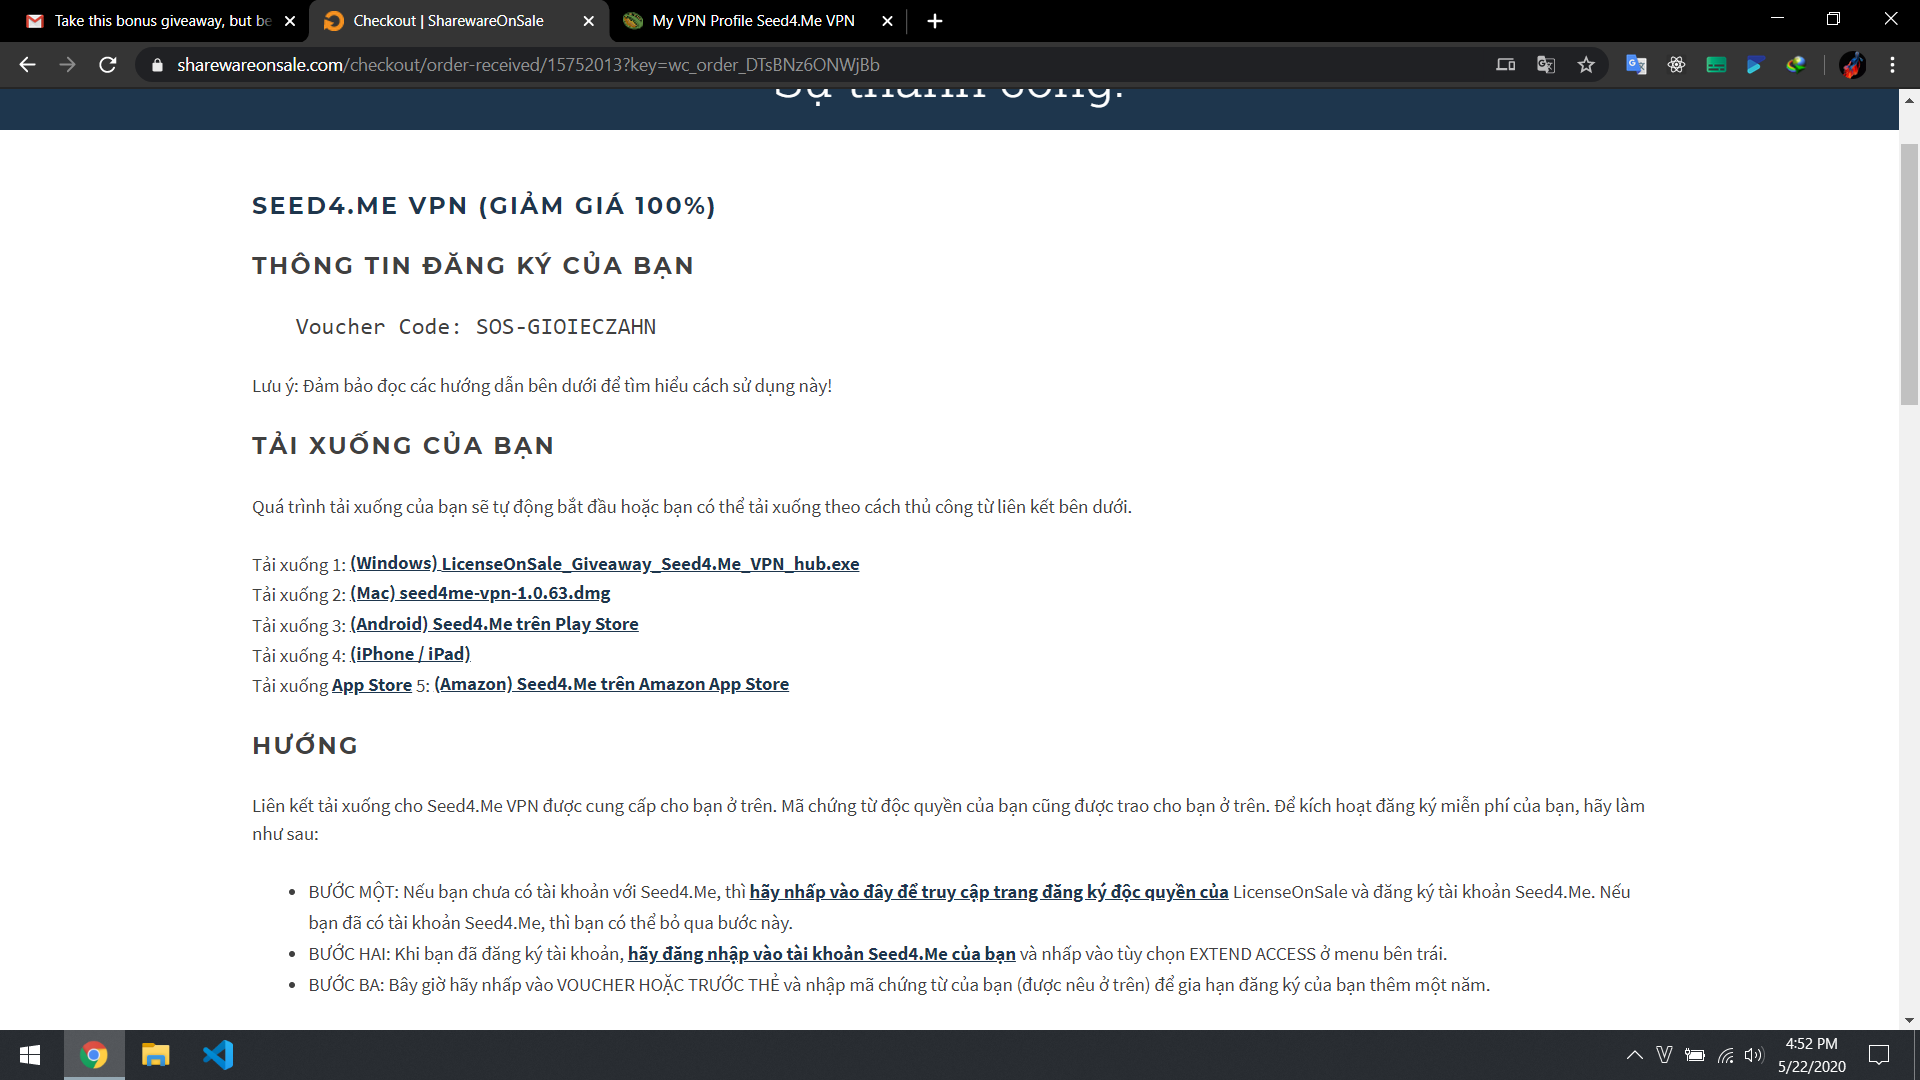 Take this bonus giveaway, but be
Checkout | SharewareOnSale
My VPN Profile Seed4.Me VPN
sharewareonsale.com/checkout/order-received/15752013?key=wc_order_DTsBNz6ONWjBb
Sự thành công!
SEED4.ME VPN (GIẢM GIÁ 100%)
THÔNG TIN ĐĂNG KÝ CỦA BẠN
Voucher Code: SOS-GIOIECZAHN
Lưu ý: Đảm bảo đọc các hướng dẫn bên dưới để tìm hiểu cách sử dụng này!
TẢI XUỐNG CỦA BẠN
Quá trình tải xuống của bạn sẽ tự động bắt đầu hoặc bạn có thể tải xuống theo cách thủ công từ liên kết bên dưới.
Tải xuống 1: (Windows) LicenseOnSale_Giveaway_Seed4.Me_VPN_hub.exe
Tải xuống 2: (Mac) seed4me-vpn-1.0.63.dmg
Tải xuống 3: (Android) Seed4.Me trên Play Store
Tải xuống 4: (iPhone / iPad)
Tải xuống App Store 5: (Amazon) Seed4.Me trên Amazon App Store
HƯỚNG
Liên kết tải xuống cho Seed4.Me VPN được cung cấp cho bạn ở trên. Mã chứng từ độc quyền của bạn cũng được trao cho bạn ở trên. Để kích hoạt đăng ký miễn phí của bạn, hãy làm
như sau:
• BƯỚC MỘT: Nếu bạn chưa có tài khoản với Seed4.Me, thì hãy nhấp vào đây để truy cập trang đăng ký độc quyền của LicenseOnSale và đăng ký tài khoản Seed4.Me. Nếu
bạn đã có tài khoản Seed4.Me, thì bạn có thể bỏ qua bước này.
• BƯỚC HAI: Khi bạn đã đăng ký tài khoản, hãy đăng nhập vào tài khoản Seed4.Me của bạn và nhấp vào tùy chọn EXTEND ACCESS ở menu bên trái.
• BƯỚC BA: Bây giờ hãy nhấp vào VOUCHER HOẶC TRƯỚC THẺ và nhập mã chứng từ của bạn (được nêu ở trên) để gia hạn đăng ký của bạn thêm một năm.
4:52 PM
5/22/2020